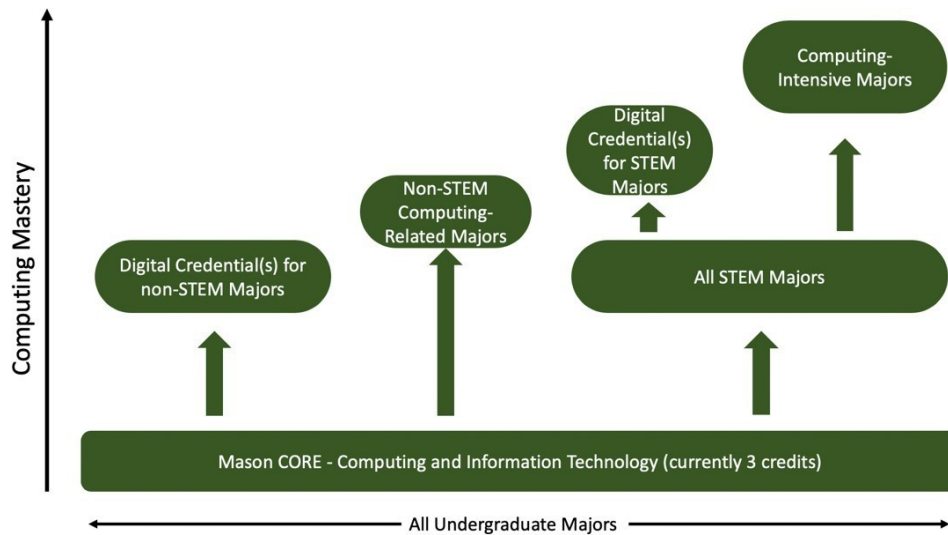 Computing Mastery
Computing-
Intensive Majors
Digital
Credential(s)
for STEM
Majors
Non-STEM
Computing-
Related Majors
Digital Credential(s) for
non-STEM Majors
All STEM Majors
Mason CORE - Computing and Information Technology (currently 3 credits)
All Undergraduate Majors